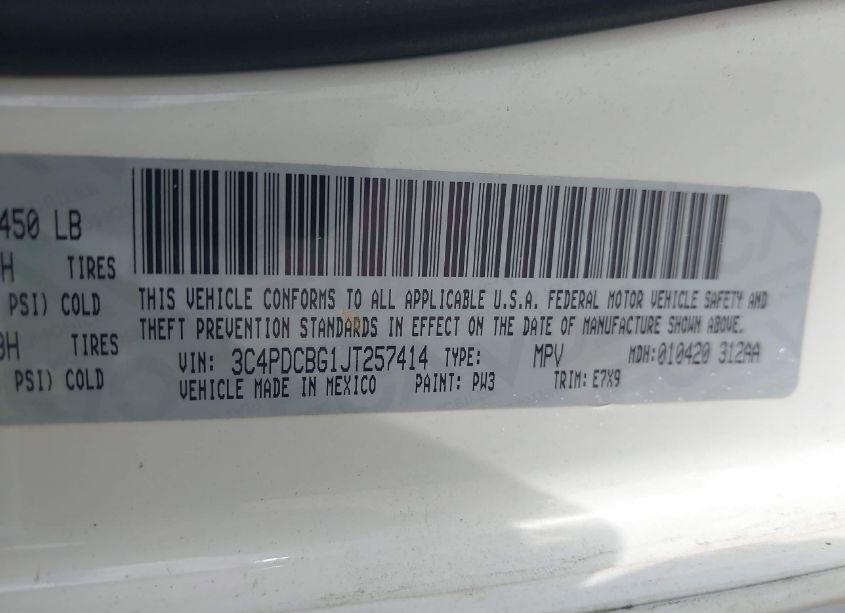 450 LB
H TIRES
PSI) COLD
0H TIRES
PSI) COLD
THIS VEHICLE CONFORMS TO ALL APPLICABLE U.S.A. FEDERAL MOTOR VEHICLE SAFETY AND
THEFT PREVENTION STANDARDS IN EFFECT ON THE DATE OF MANUFACTURE SHOWN ABOVE.
VIN: 3C4PDCBG1JT257414 TYPE: MPV MDH:010420 312AA
VEHICLE MADE IN MEXICO PAINT: PW3 TRIM: E7X9